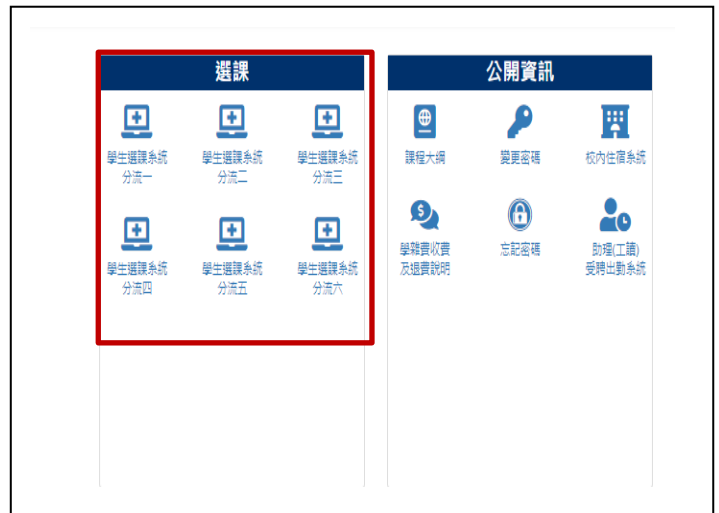 選課
學生選課系統
分流一
學生選課系統
分流二
學生選課系統
分流三
學生選課系統
分流四
學生選課系統
分流五
學生選課系統
分流六
公開資訊
課程大綱
變更密碼
校內住宿系統
學雜費收費
及退費說明
忘記密碼
助理(工讀)
受聘出勤系統